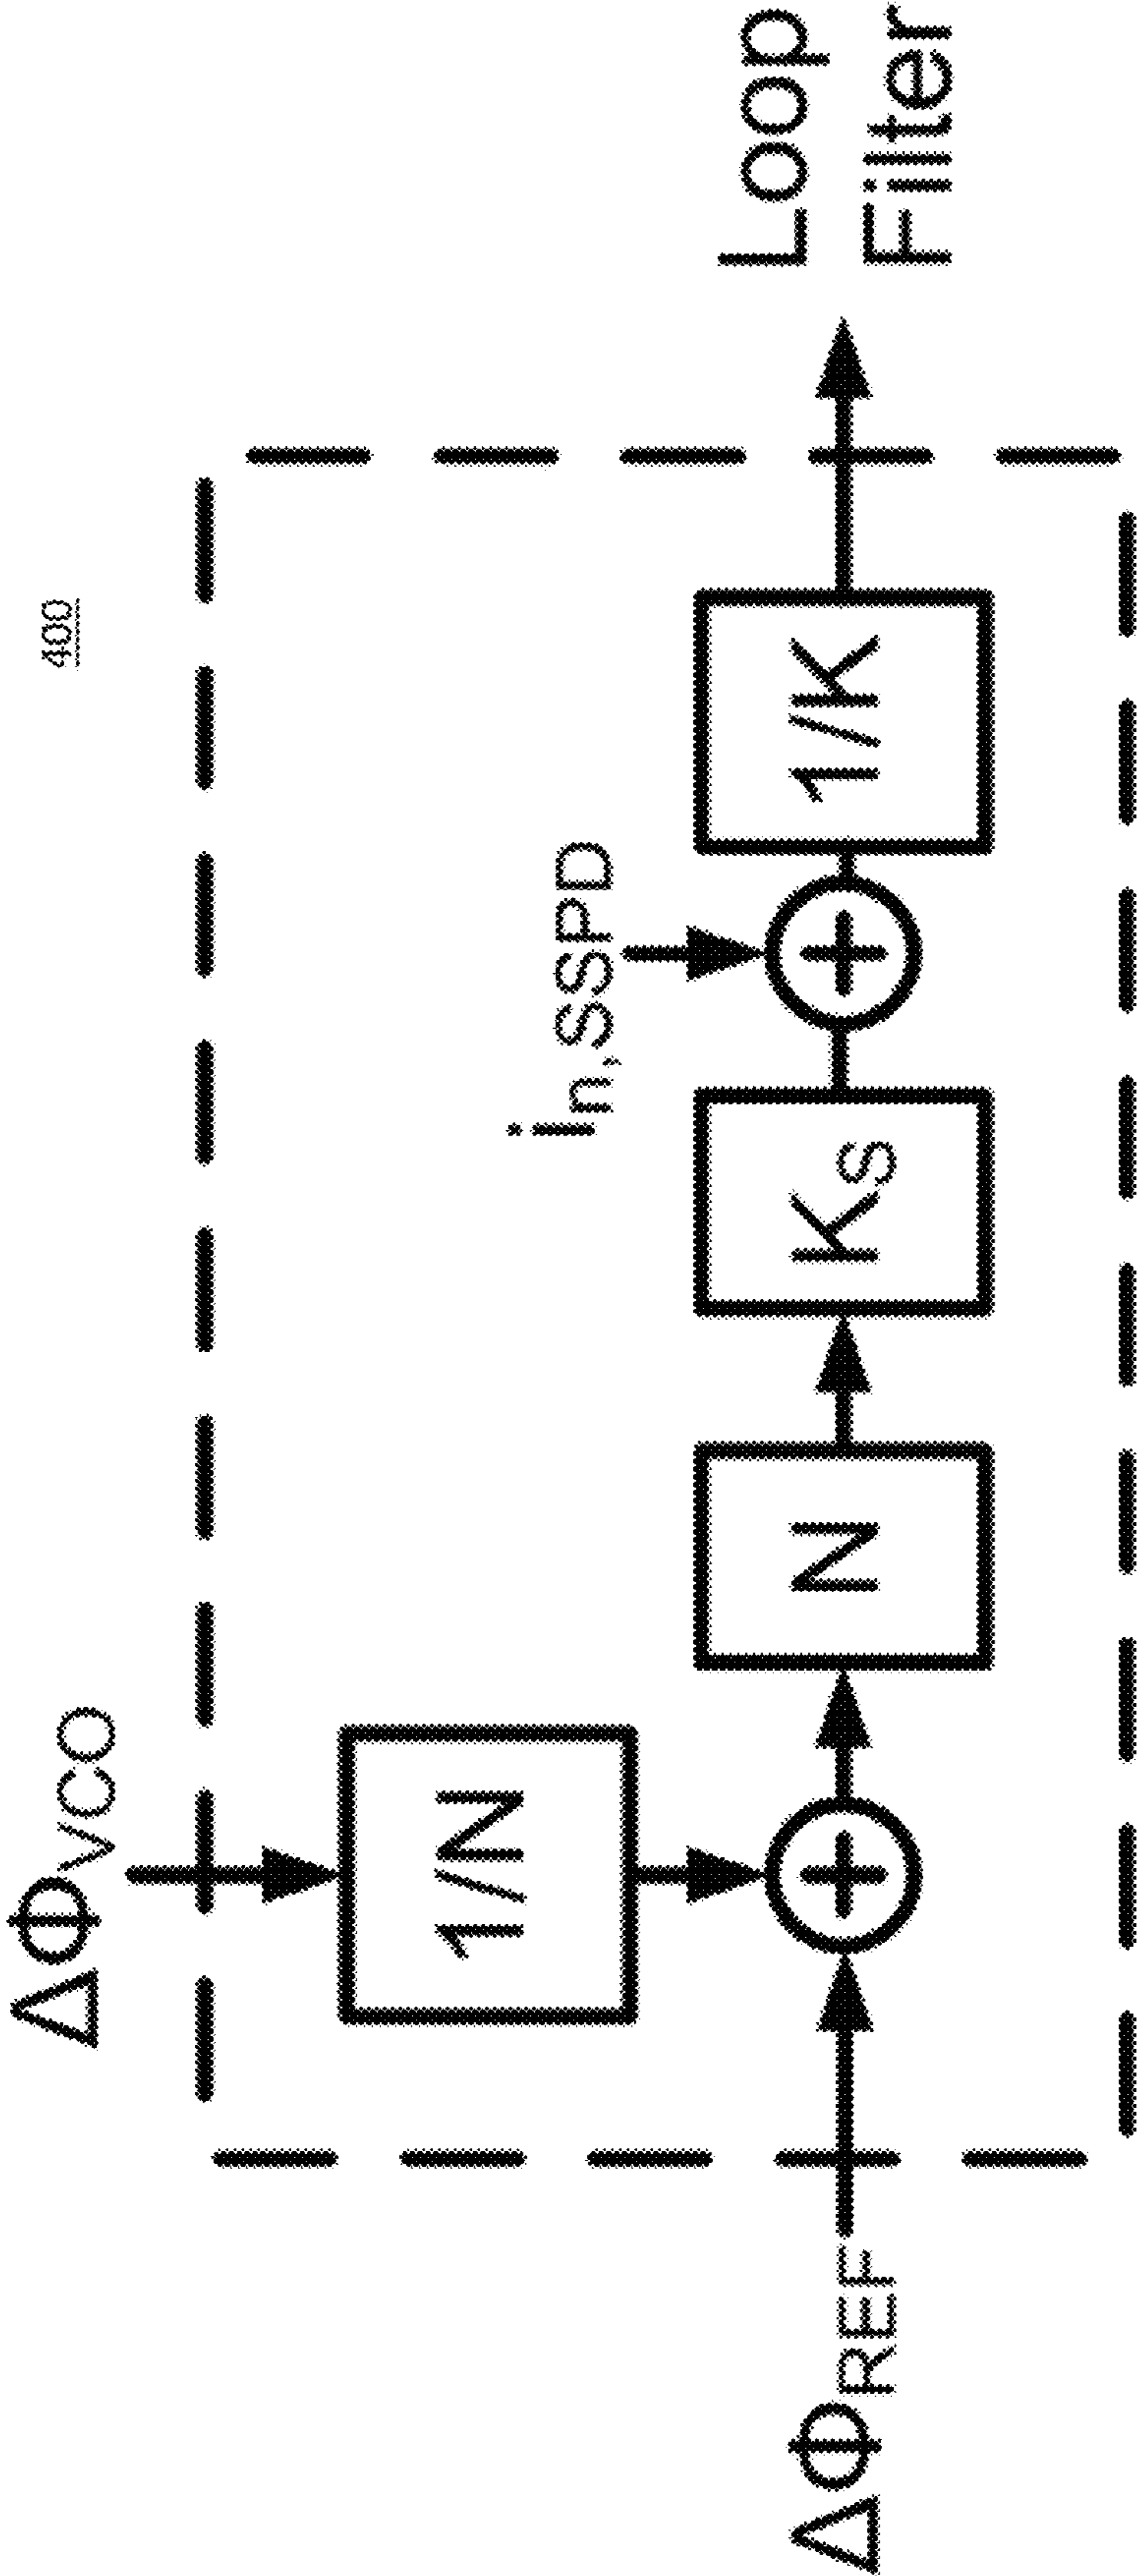 400
ΔΦVCO
1/N
in,SSPD
ΔΦREF
+
N
KS
+
1/K
Loop
Filter